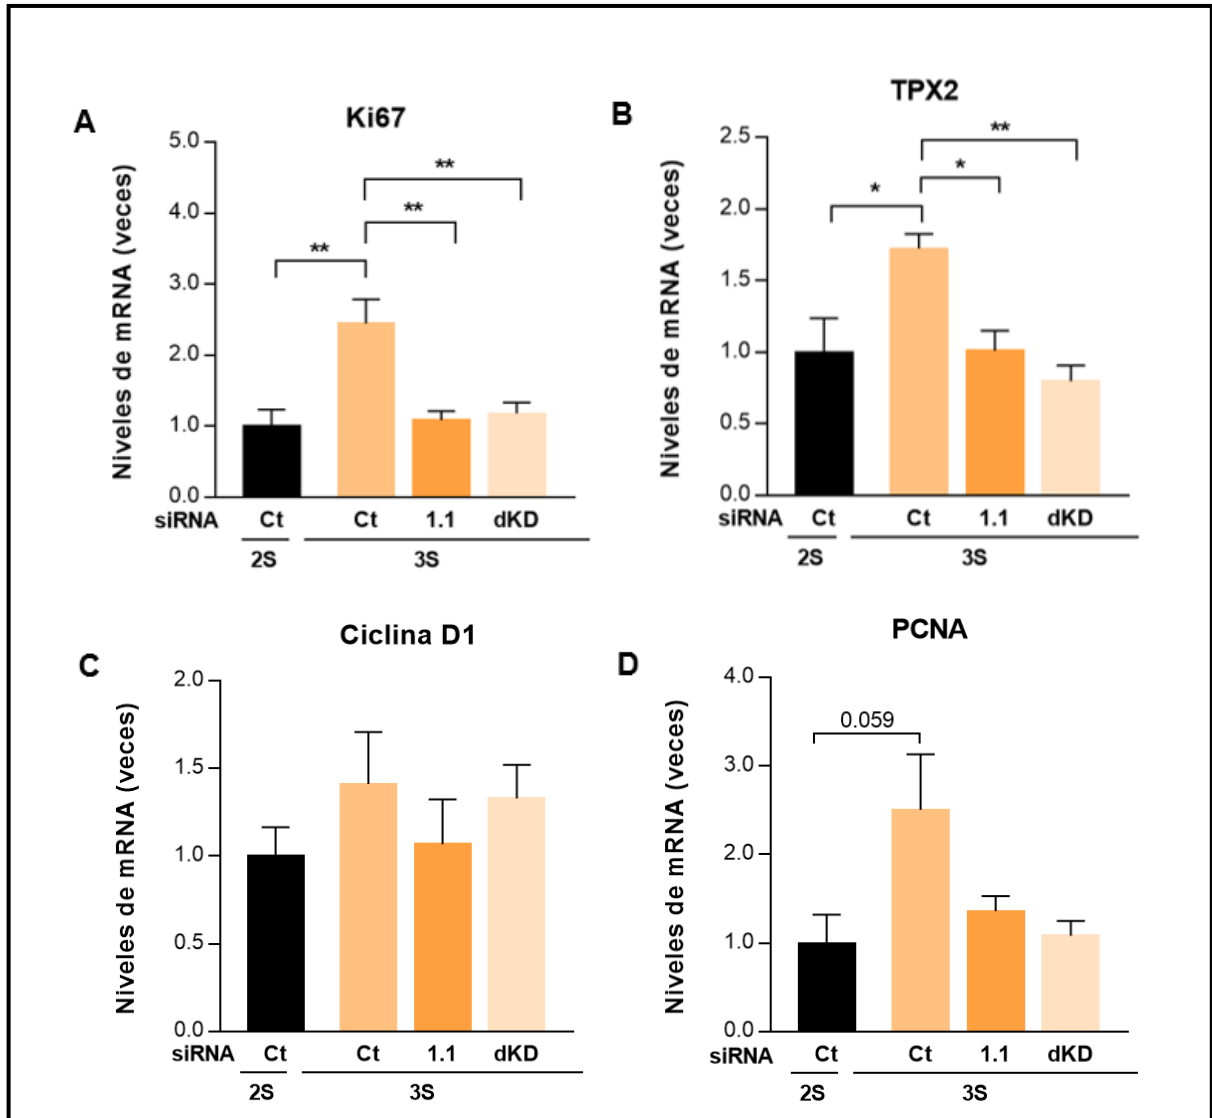 A
Ki67
Niveles de mRNA (veces)
5.0
4.0
3.0
2.0
1.0
0.0
**
**
**
siRNA Ct Ct 1.1 dKD
2S 3S
B
TPX2
Niveles de mRNA (veces)
2.5
2.0
1.5
1.0
0.5
0.0
**
*
*
siRNA Ct Ct 1.1 dKD
2S 3S
C
Ciclina D1
Niveles de mRNA (veces)
2.0
1.5
1.0
0.5
0.0
siRNA Ct Ct 1.1 dKD
2S 3S
D
PCNA
Niveles de mRNA (veces)
4.0
3.0
2.0
1.0
0.0
0.059
siRNA Ct Ct 1.1 dKD
2S 3S